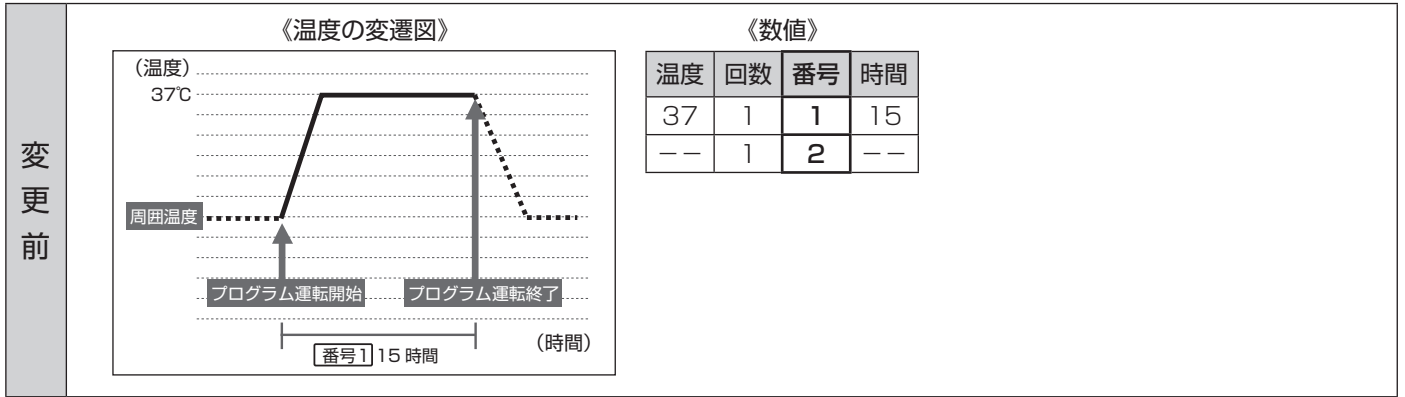 変更前
《温度の変遷図》
(温度)
37℃
周囲温度
プログラム運転開始
プログラム運転終了
(時間)
番号1 15 時間
《数値》
温度 回数 番号 時間
37 1 1 15
−− 1 2 −−